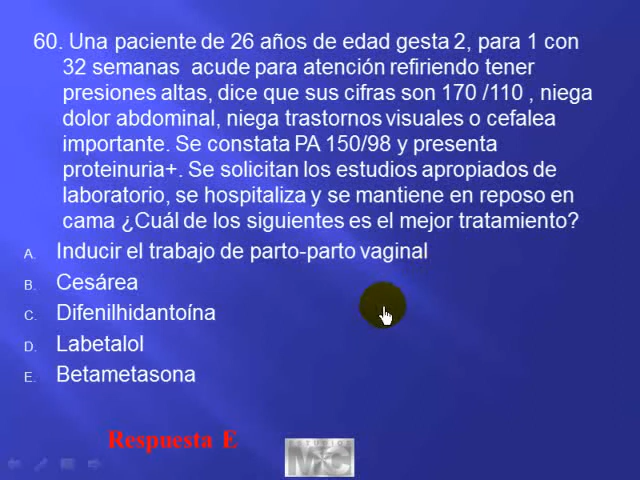 60. Una paciente de 26 años de edad gesta 2, para 1 con
32 semanas acude para atención refiriendo tener
presiones altas, dice que sus cifras son 170 /110 , niega
dolor abdominal, niega trastornos visuales o cefalea
importante. Se constata PA 150/98 y presenta
proteinuria+. Se solicitan los estudios apropiados de
laboratorio, se hospitaliza y se mantiene en reposo en
cama ¿Cuál de los siguientes es el mejor tratamiento?
A. Inducir el trabajo de parto-parto vaginal
B. Cesárea
C. Difenilhidantoína
D. Labetalol
E. Betametasona
Respuesta E
ESTUDIOS
MC